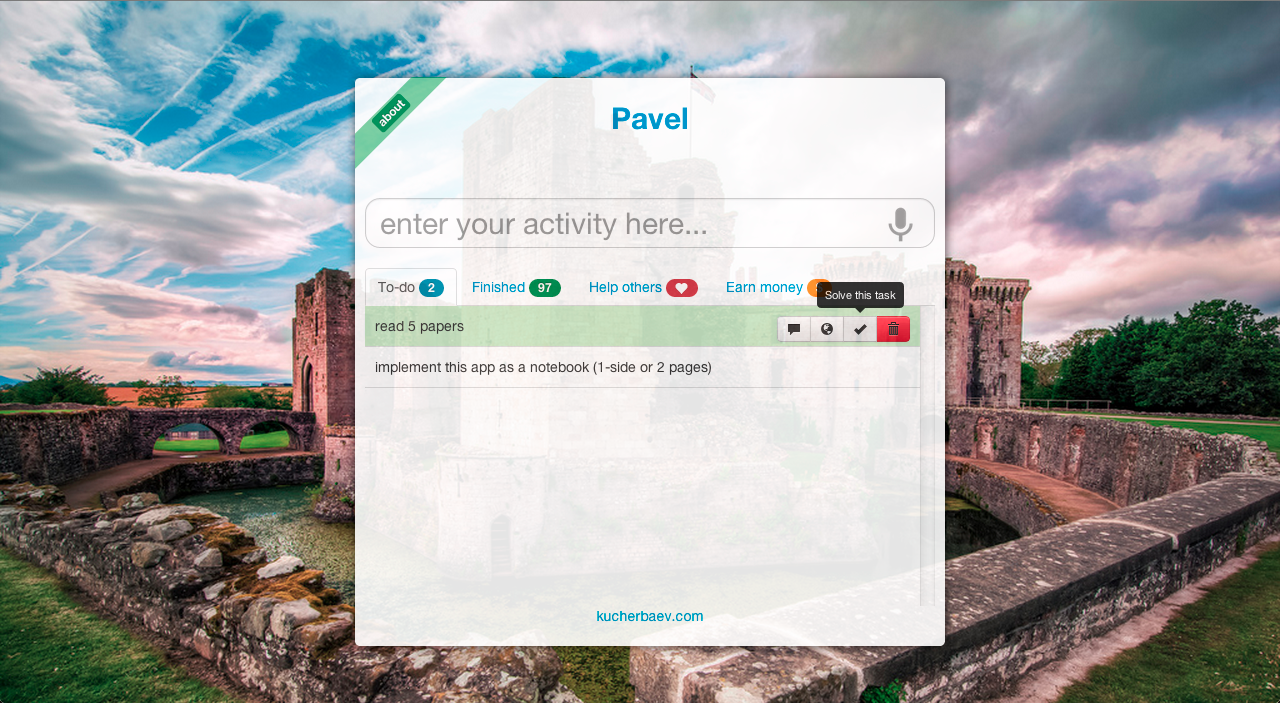 about
Pavel
enter your activity here...
To-do 2
Finished 97
Help others
Earn money
Solve this task
read 5 papers
implement this app as a notebook (1-side or 2 pages)
kucherbaev.com